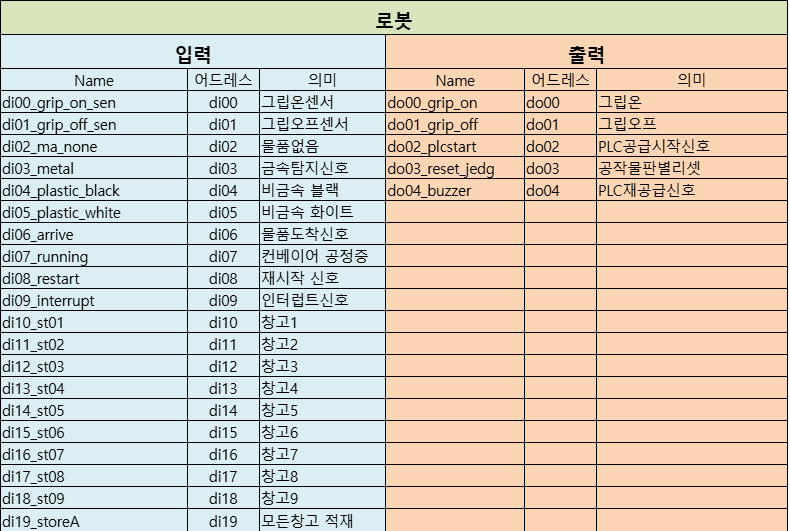 로봇
입력 출력
Name 어드레스 의미 Name 어드레스 의미
di00_grip_on_sen di00 그립온센서 do00_grip_on do00 그립온
di01_grip_off_sen di01 그립오프센서 do01_grip_off do01 그립오프
di02_ma_none di02 물품없음 do02_plcstart do02 PLC공급시작신호
di03_metal di03 금속탐지신호 do03_reset_jedg do03 공작물판별리셋
di04_plastic_black di04 비금속 블랙 do04_buzzer do04 PLC재공급신호
di05_plastic_white di05 비금속 화이트
di06_arrive di06 물품도착신호
di07_running di07 컨베이어 공정중
di08_restart di08 재시작 신호
di09_interrupt di09 인터럽트신호
di10_st01 di10 창고1
di11_st02 di11 창고2
di12_st03 di12 창고3
di13_st04 di13 창고4
di14_st05 di14 창고5
di15_st06 di15 창고6
di16_st07 di16 창고7
di17_st08 di17 창고8
di18_st09 di18 창고9
di19_storeA di19 모든창고 적재